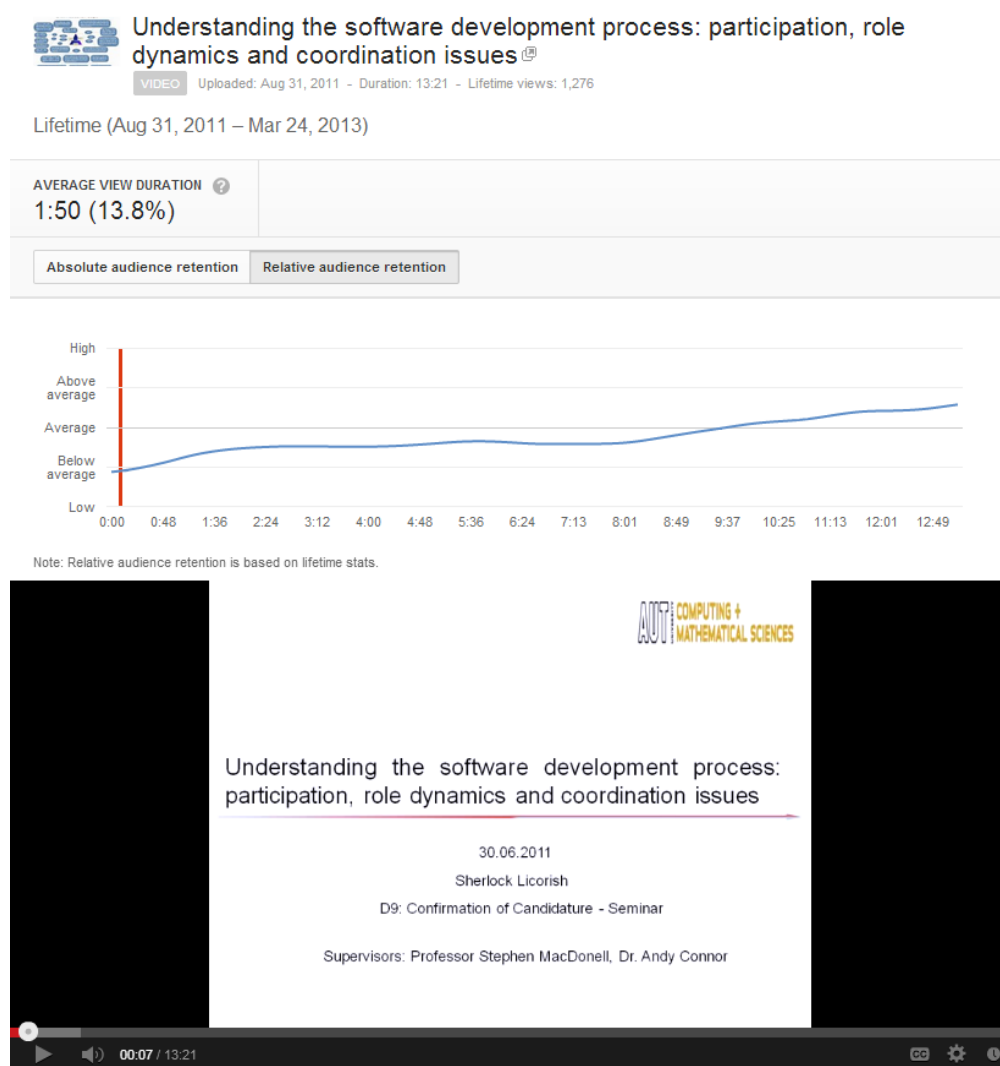 Understanding the software development process: participation, role
dynamics and coordination issues
VIDEO Uploaded: Aug 31, 2011 - Duration: 13:21 - Lifetime views: 1,276
Lifetime (Aug 31, 2011 – Mar 24, 2013)
AVERAGE VIEW DURATION ?
1:50 (13.8%)
Absolute audience retention Relative audience retention
High
Above
average
Average
Below
average
Low
0:00 0:48 1:36 2:24 3:12 4:00 4:48 5:36 6:24 7:13 8:01 8:49 9:37 10:25 11:13 12:01 12:49
Note: Relative audience retention is based on lifetime stats.
AUT COMPUTING +
MATHEMATICAL SCIENCES
Understanding the software development process:
participation, role dynamics and coordination issues
30.06.2011
Sherlock Licorish
D9: Confirmation of Candidature - Seminar
Supervisors: Professor Stephen MacDonell, Dr. Andy Connor
00:07 / 13:21 CC